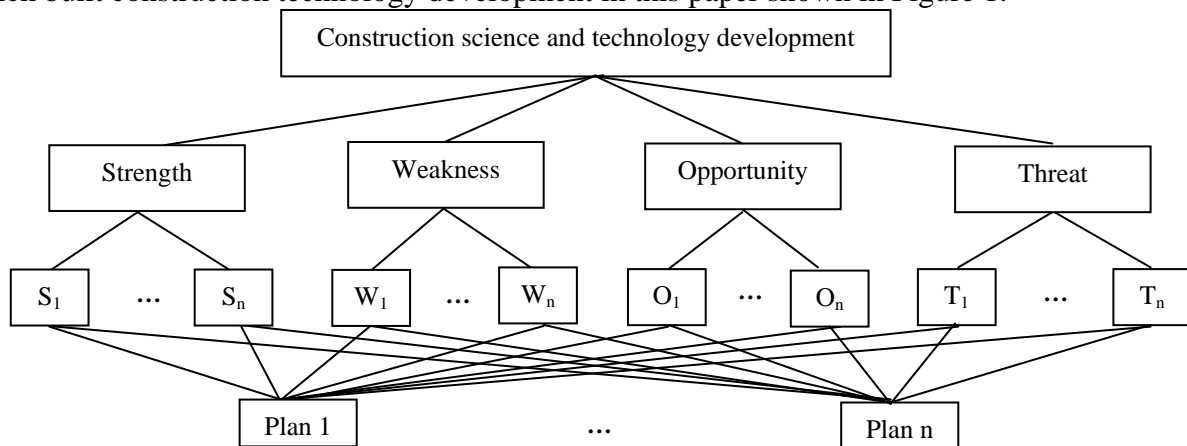 built construction technology development in this paper shown in Figure 1.
Construction science and technology development
Strength Weakness Opportunity Threat
S1 ... Sn W1 ... Wn O1 ... On T1 ... Tn
Plan 1 ... Plan n